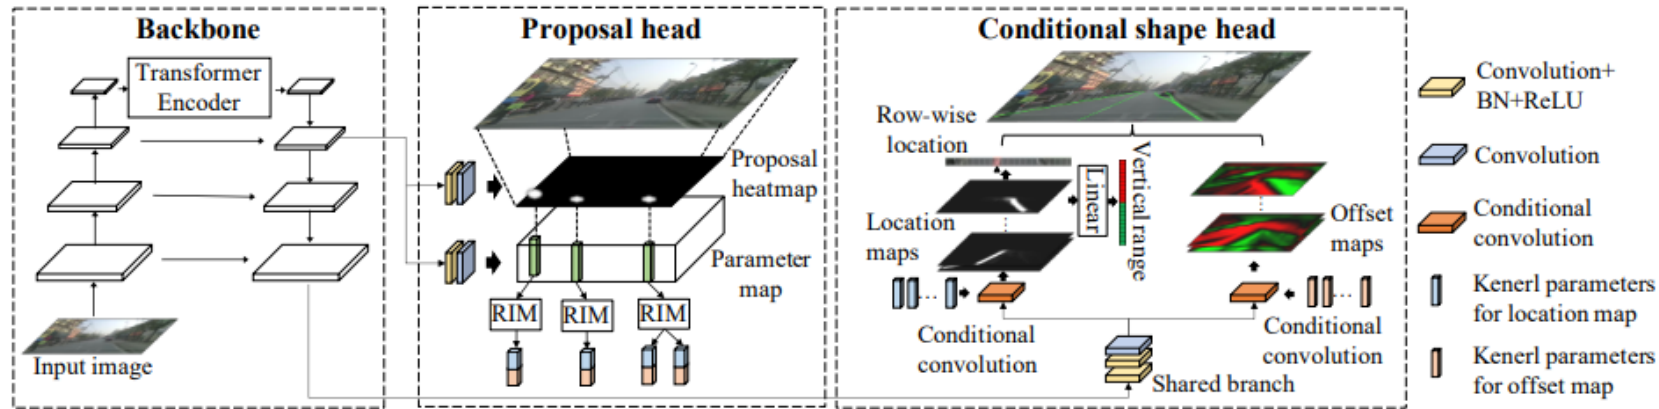 Backbone
Transformer
Encoder
Input image
Proposal head
Proposal
heatmap
Parameter
map
RIM
RIM
RIM
Conditional shape head
Row-wise
location
Location
maps
Linear
Vertical range
Offset
maps
Conditional
convolution
Conditional
convolution
Shared branch
Convolution+
BN+ReLU
Convolution
Conditional
convolution
Kenerl parameters
for location map
Kenerl parameters
for offset map